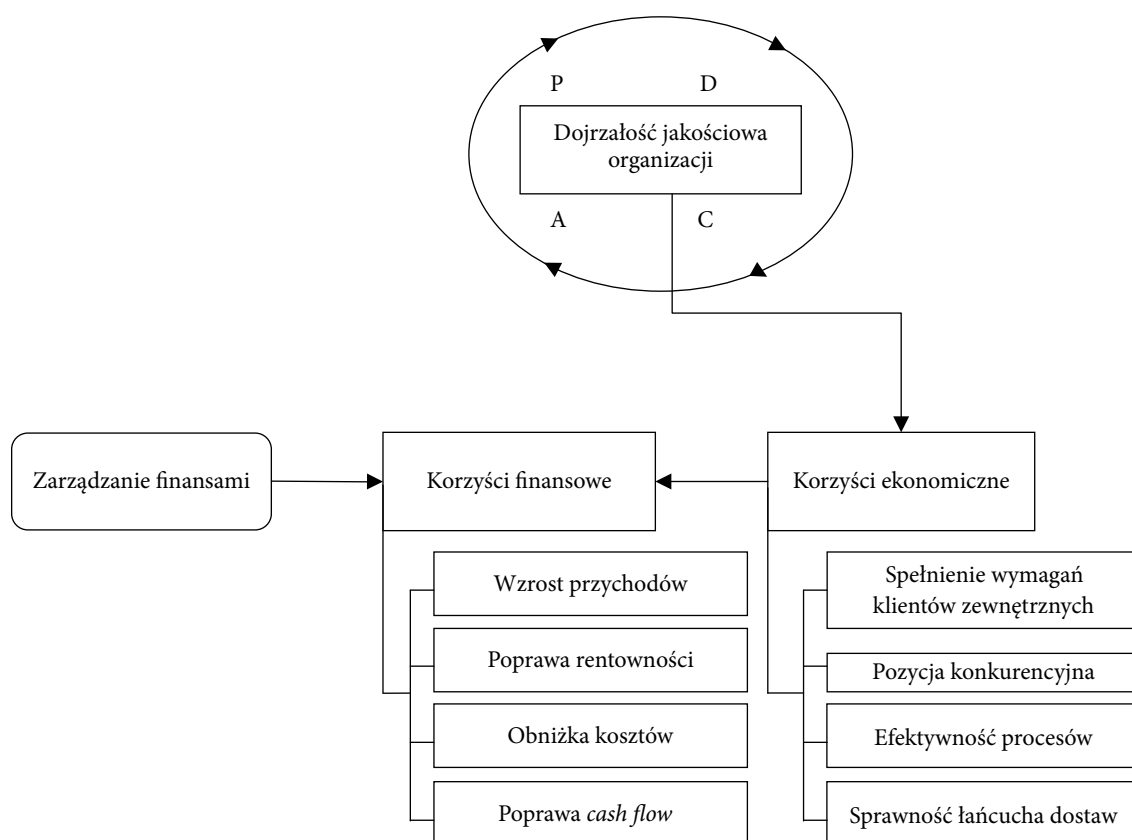 P D
Dojrzałość jakościowa
organizacji
A C
Zarządzanie finansami
Korzyści finansowe
Korzyści ekonomiczne
Wzrost przychodów
Poprawa rentowności
Obniżka kosztów
Poprawa cash flow
Spełnienie wymagań
klientów zewnętrznych
Pozycja konkurencyjna
Efektywność procesów
Sprawność łańcucha dostaw